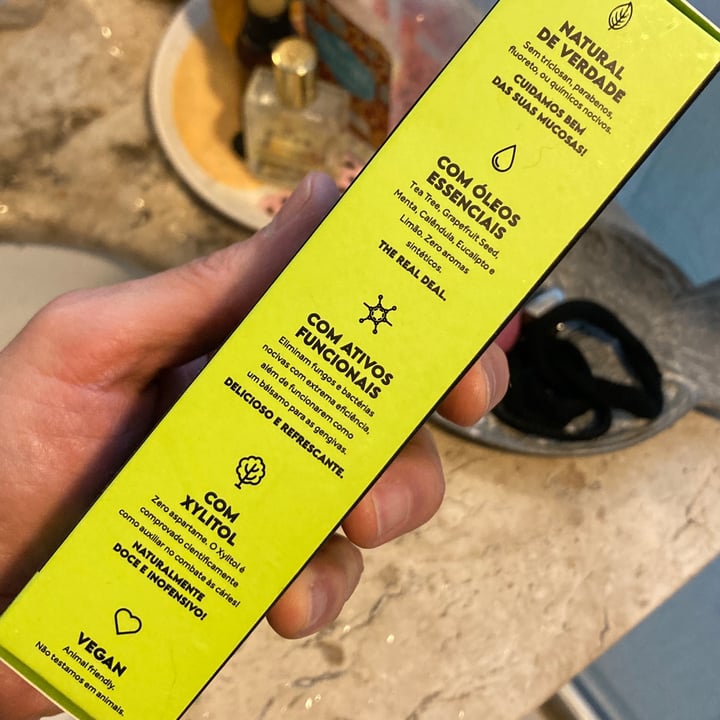 NATURAL
DE VERDADE
Sem triclosan, parabenos,
fluoreto, ou químicos nocivos.
CUIDAMOS BEM
DAS SUAS MUCOSAS!
COM ÓLEOS
ESSENCIAIS
Tea Tree, Grapefruit Seed,
Menta, Calêndula, Eucalipto e
Limão. Zero aromas
sintéticos.
THE REAL DEAL.
COM ATIVOS
FUNCIONAIS
Eliminam fungos e bactérias
nocivas com extrema eficiência,
além de funcionarem como
um bálsamo para as gengivas.
DELICIOSO E REFRESCANTE.
COM
XYLITOL
Zero aspartame. O Xylitol é
comprovado cientificamente
como auxiliar no combate às cáries!
NATURALMENTE
DOCE E INOFENSIVO!
VEGAN
Animal friendly.
Não testamos em animais.